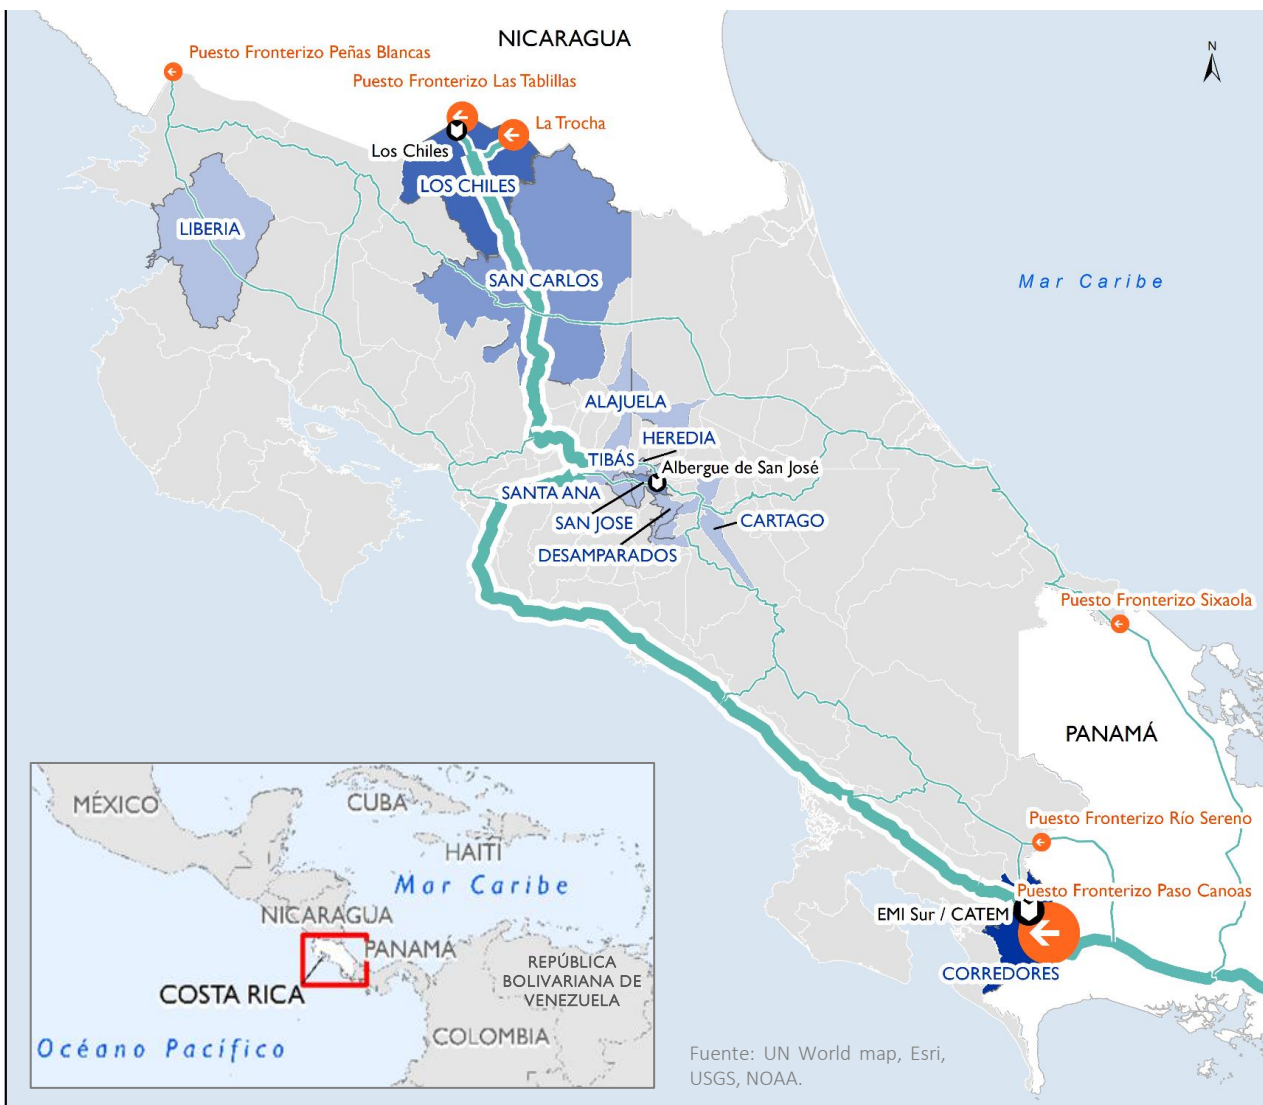 NICARAGUA
N
Puesto Fronterizo Peñas Blancas
Puesto Fronterizo Las Tablillas
La Trocha
Los Chiles
LOS CHILES
LIBERIA
SAN CARLOS
Mar Caribe
ALAJUELA
HEREDIA
TIBÁS
Albergue de San José
SANTA ANA
SAN JOSE
CARTAGO
DESAMPARADOS
Puesto Fronterizo Sixaola
PANAMÁ
Puesto Fronterizo Río Sereno
Puesto Fronterizo Paso Canoas
EMI Sur / CATEM
CORREDORES
MÉXICO
CUBA
HAITÍ
Mar Caribe
NICARAGUA
PANAMÁ
REPÚBLICA
BOLIVARIANA DE
VENEZUELA
COSTA RICA
COLOMBIA
Océano Pacífico
Fuente: UN World map, Esri,
USGS, NOAA.